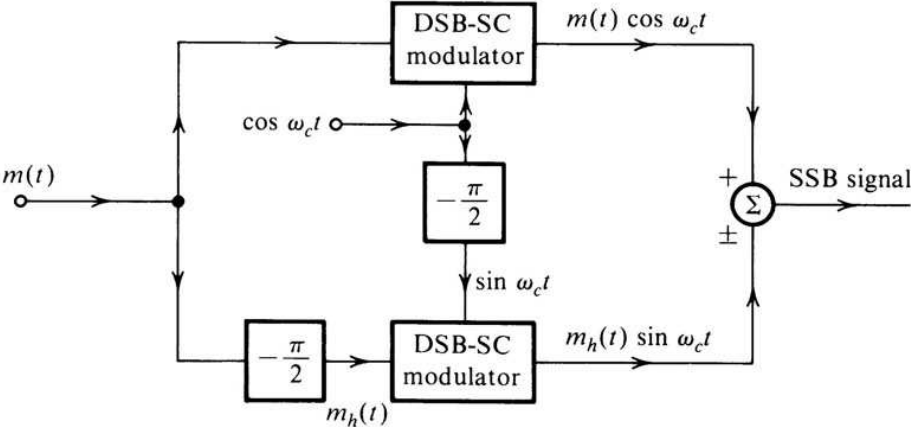 DSB-SC
modulator
m(t) cos ω_c t
cos ω_c t
m(t)
−π/2
+
SSB signal
Σ
±
sin ω_c t
−π/2
DSB-SC
modulator
m_h(t) sin ω_c t
m_h(t)